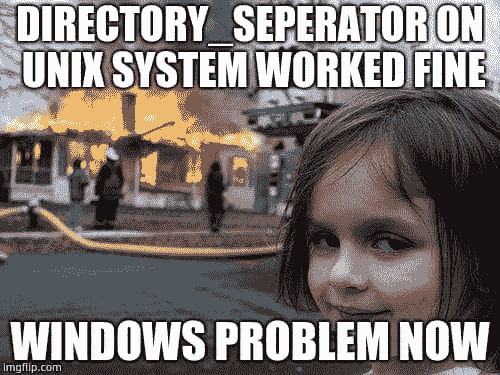 DIRECTORY_SEPERATOR ON
UNIX SYSTEM WORKED FINE
WINDOWS PROBLEM NOW
imgflip.com